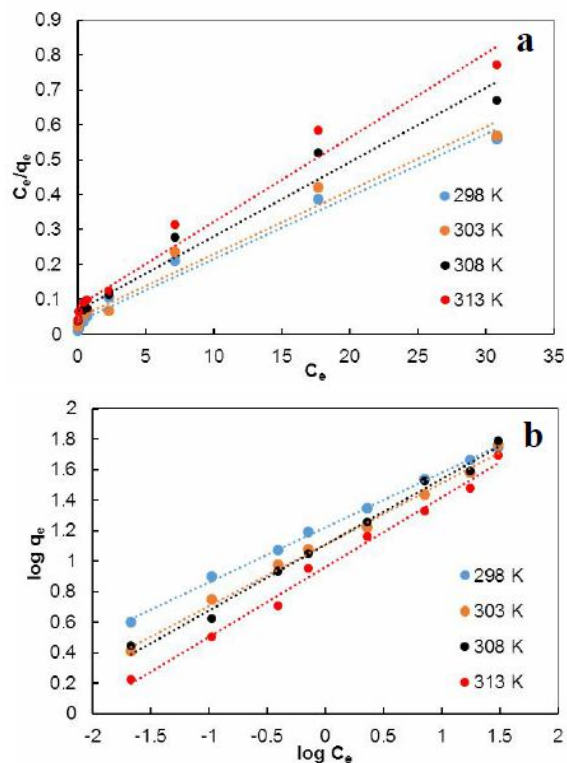 a
0.9
0.8
0.7
0.6
0.5
0.4
0.3
0.2
0.1
0
Ce/qe
298 K
303 K
308 K
313 K
0 5 10 15 20 25 30 35
Ce
b
2
1.8
1.6
1.4
1.2
1
0.8
0.6
0.4
0.2
0
log qe
298 K
303 K
308 K
313 K
-2 -1.5 -1 -0.5 0 0.5 1 1.5 2
log Ce